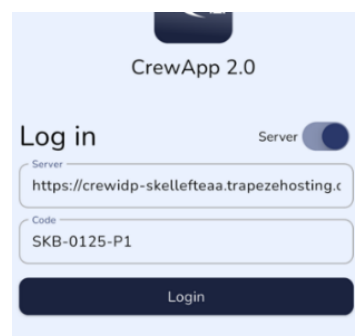 CrewApp 2.0
Log in
Server
Server
https://crewidp-skellefteaa.trapezehosting.
Code
SKB-0125-P1
Login